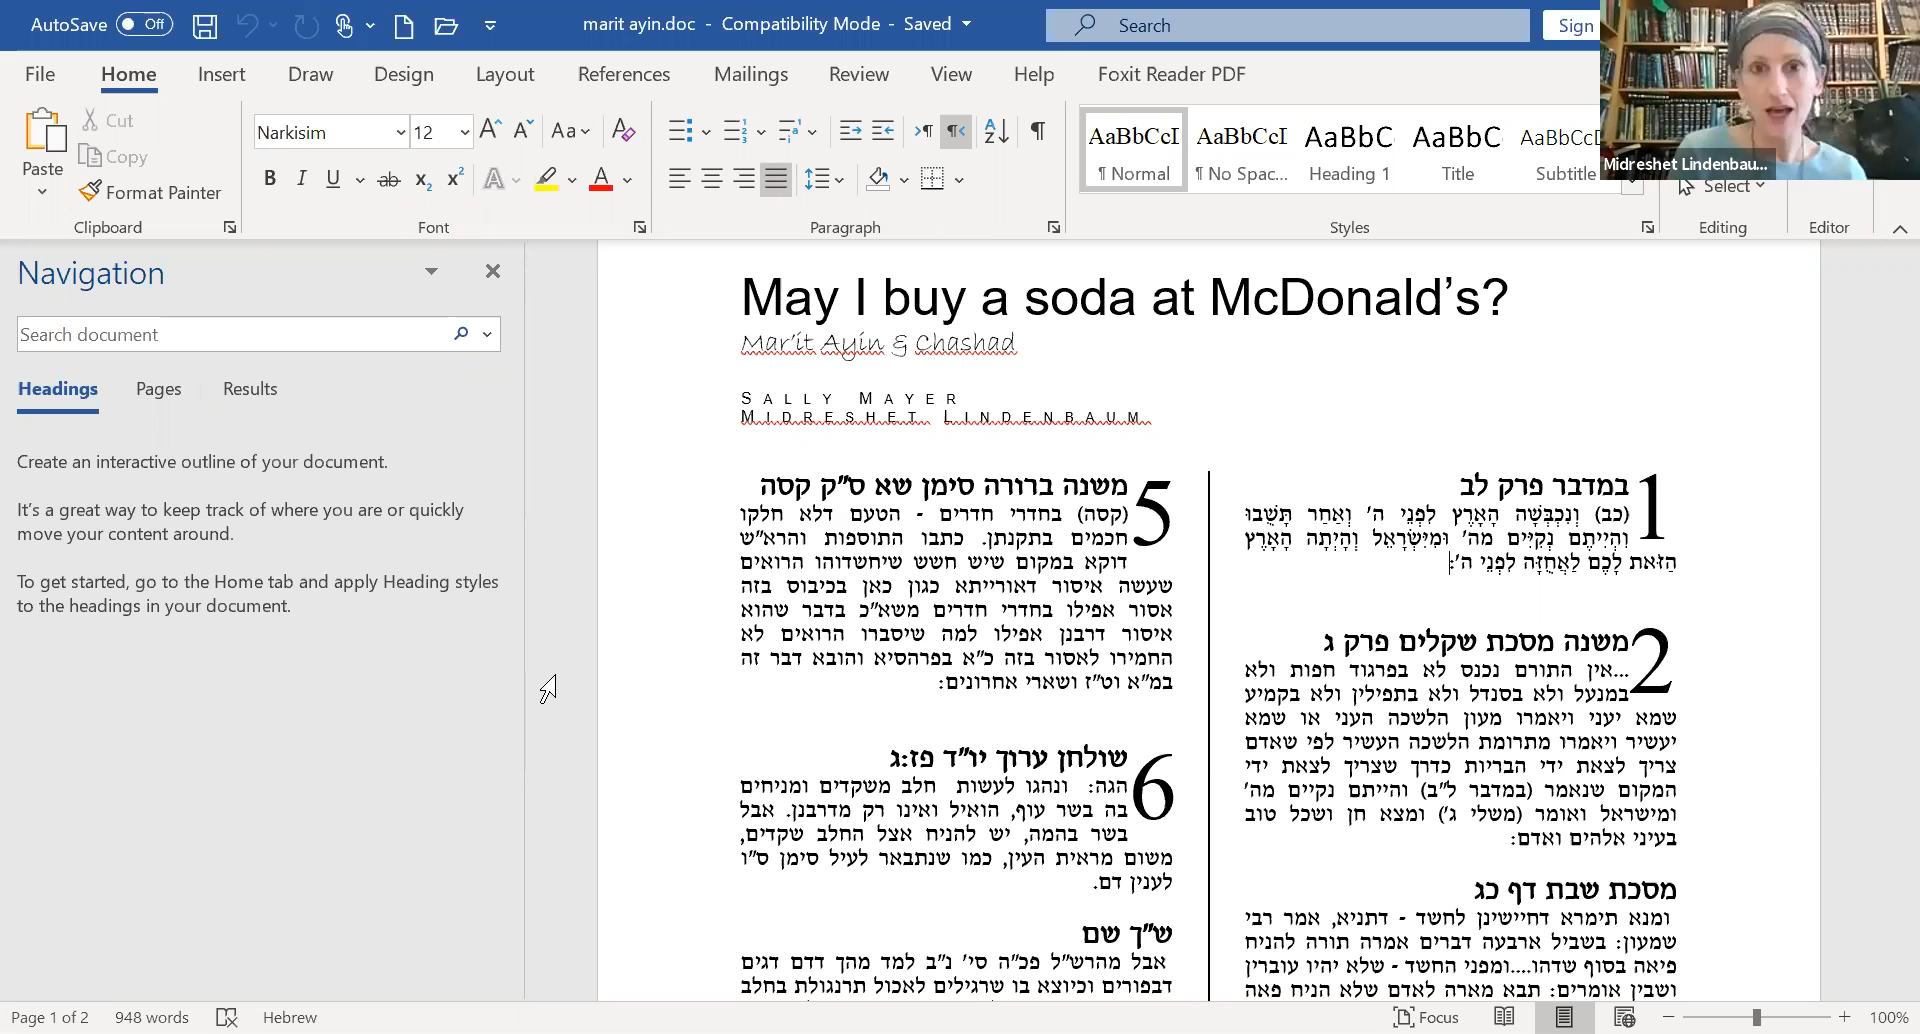 AutoSave Off
marit ayin.doc - Compatibility Mode - Saved
Search
Sign
File Home Insert Draw Design Layout References Mailings Review View Help Foxit Reader PDF
Paste
Cut
Copy
Format Painter
Clipboard
Narkisim 12
Font
Paragraph
AaBbCcI AaBbCcI AaBbC AaBbC AaBbCcD
¶ Normal ¶ No Spac... Heading 1 Title Subtitle
Styles
Select
Editing
Editor
Midreshet Lindenbau...
Navigation
Search document
Headings Pages Results
Create an interactive outline of your document.
It's a great way to keep track of where you are or quickly
move your content around.
To get started, go to the Home tab and apply Heading styles
to the headings in your document.
May I buy a soda at McDonald's?
Mar'it Ayin & Chashad
SALLY MAYER
MIDRESHET LINDENBAUM
1
במדבר פרק לב
(כב) וְנִכְבְּשָׁה הָאָרֶץ לִפְנֵי ה' וְאַחַר תָּשֻׁבוּ
וִהְיִיתֶם נְקִיִּים מה' וּמִיִּשְׂרָאֵל וְהָיְתָה הָאָרֶץ
הַזֹּאת לָכֶם לַאֲחֻזָּה לִפְנֵי ה':
2
משנה מסכת שקלים פרק ג
...אין התורם נכנס לא בפרגוד חפות ולא
במנעל ולא בסנדל ולא בתפילין ולא בקמיע
שמא יעני ויאמרו מעון הלשכה העני או שמא
יעשיר ויאמרו מתרומת הלשכה העשיר לפי שאדם
צריך לצאת ידי הבריות כדרך שצריך לצאת ידי
המקום שנאמר (במדבר ל"ב) והייתם נקיים מה'
ומישראל ואומר (משלי ג') ומצא חן ושכל טוב
בעיני אלהים ואדם:
מסכת שבת דף כג
ומנא תימרא דחיישינן לחשד - דתניא, אמר רבי
שמעון: בשביל ארבעה דברים אמרה תורה להניח
פיאה בסוף שדהו....ומפני החשד - שלא יהיו עוברין
ושבין אומרים: תבא מארה לאדם שלא הניח פאה
5
משנה ברורה סימן שא ס"ק קסה
(קסה) בחדרי חדרים - הטעם דלא חלקו
חכמים בתקנתן. כתבו התוספות והרא"ש
דוקא במקום שיש חשש שיחשדוהו הרואים
שעשה איסור דאורייתא כגון כאן בכיבוס בזה
אסור אפילו בחדרי חדרים משא"כ בדבר שהוא
איסור דרבנן אפילו למה שיסברו הרואים לא
החמירו לאסור בזה כ"א בפרהסיא והובא דבר זה
במ"א וט"ז ושארי אחרונים:
6
שולחן ערוך יו"ד פז:ג
הגה: ונהגו לעשות חלב משקדים ומניחים
בה בשר עוף, הואיל ואינו רק מדרבנן. אבל
בשר בהמה, יש להניח אצל החלב שקדים,
משום מראית העין, כמו שנתבאר לעיל סימן ס"ו
לענין דם.
ש"ך שם
אבל מהרש"ל פכ"ה סי' נ"ב למד מהך דדם דגים
דבפורים וכיוצא בו שרגילים לאכול תרנגולת בחלב
Page 1 of 2 948 words Hebrew Focus 100%